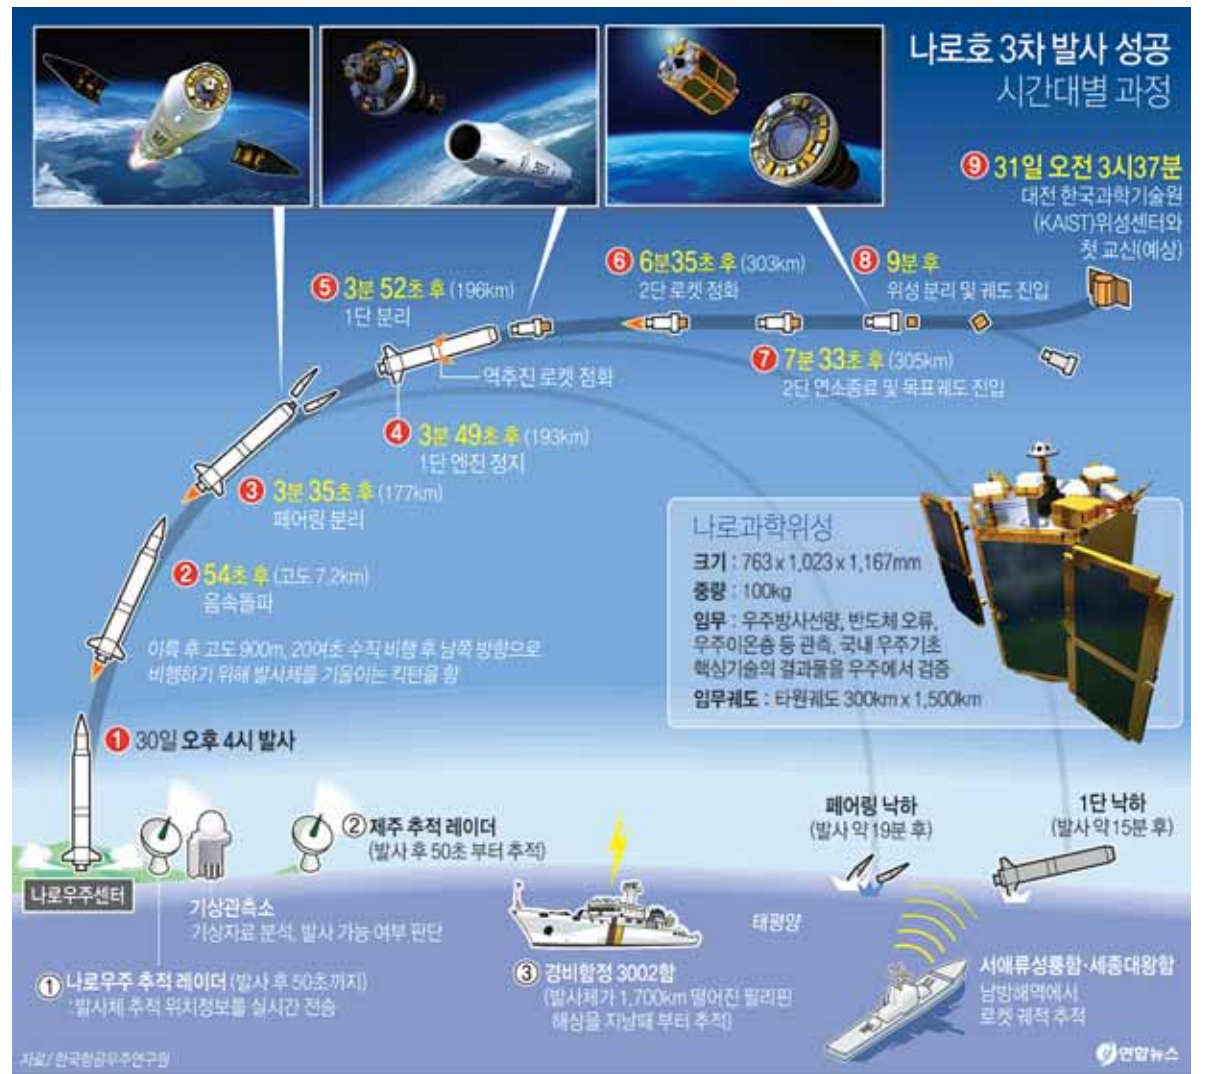 나로호 3차 발사 성공
시간대별 과정
❾ 31일 오전 3시37분
대전 한국과학기술원
(KAIST)위성센터와
첫 교신(예상)
❽ 9분 후
위성 분리 및 궤도 진입
❻ 6분35초 후 (303km)
2단 로켓 점화
❼ 7분 33초 후 (305km)
2단 연소종료 및 목표궤도 진입
❺ 3분 52초 후 (196km)
1단 분리
역추진 로켓 점화
❹ 3분 49초 후 (193km)
1단 엔진 정지
❸ 3분 35초 후 (177km)
페어링 분리
❷ 54초 후 (고도 7.2km)
음속돌파
이륙 후 고도 900m, 20여초 수직 비행 후 남쪽 방향으로
비행하기 위해 발사체를 기울이는 킥턴을 함
❶ 30일 오후 4시 발사
나로과학위성
크기 : 763 x 1,023 x 1,167mm
중량 : 100kg
임무 : 우주방사선량, 반도체 오류,
우주이온층 등 관측, 국내 우주기초
핵심기술의 결과물을 우주에서 검증
임무궤도 : 타원궤도 300km x 1,500km
페어링 낙하
(발사 약 19분 후)
1단 낙하
(발사 약 15분 후)
② 제주 추적 레이더
(발사 후 50초 부터 추적)
나로우주센터
기상관측소
기상자료 분석, 발사 가능 여부 판단
① 나로우주 추적 레이더 (발사 후 50초까지)
: 발사체 추적 위치정보를 실시간 전송
태평양
③ 경비함정 3002함
(발사체가 1,700km 떨어진 필리핀
해상을 지날때 부터 추적)
서애류성룡함·세종대왕함
남방해역에서
로켓 궤적 추적
자료/ 한국항공우주연구원
연합뉴스